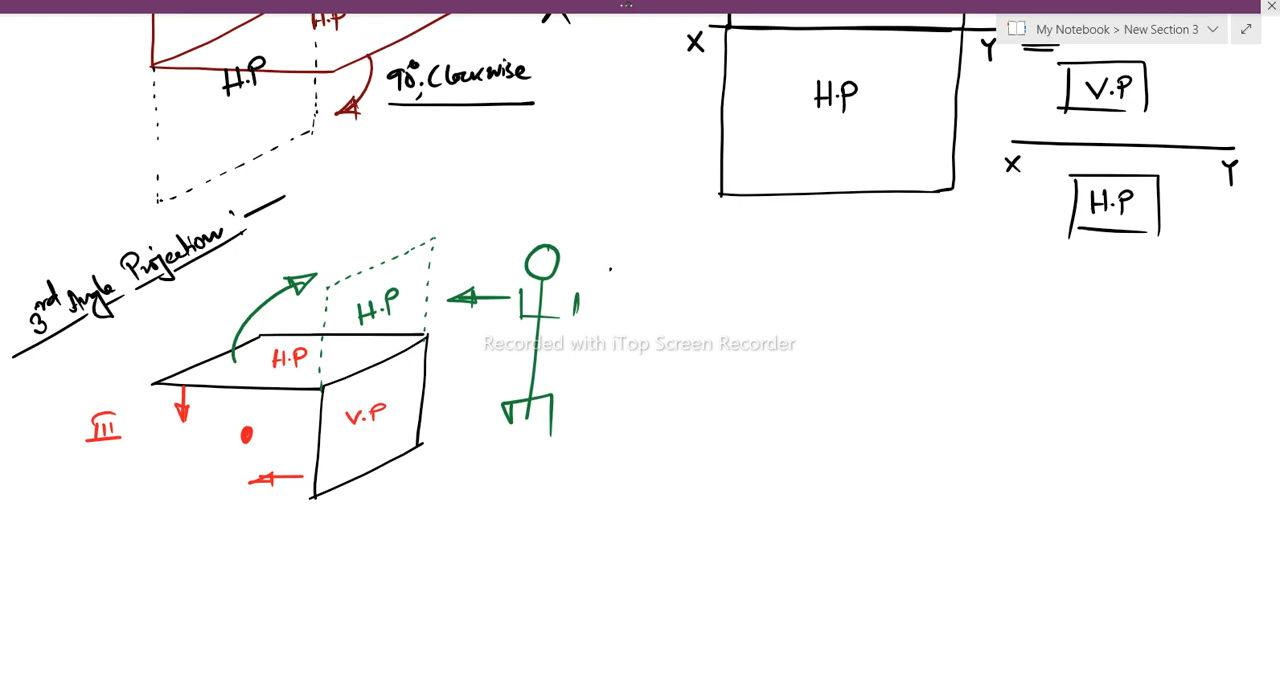 My Notebook > New Section 3
H.P
H.P
90°, Clockwise
X
Y
H.P
V.P
X
Y
H.P
3rd Angle Projection:
H.P
H.P
V.P
III
Recorded with iTop Screen Recorder